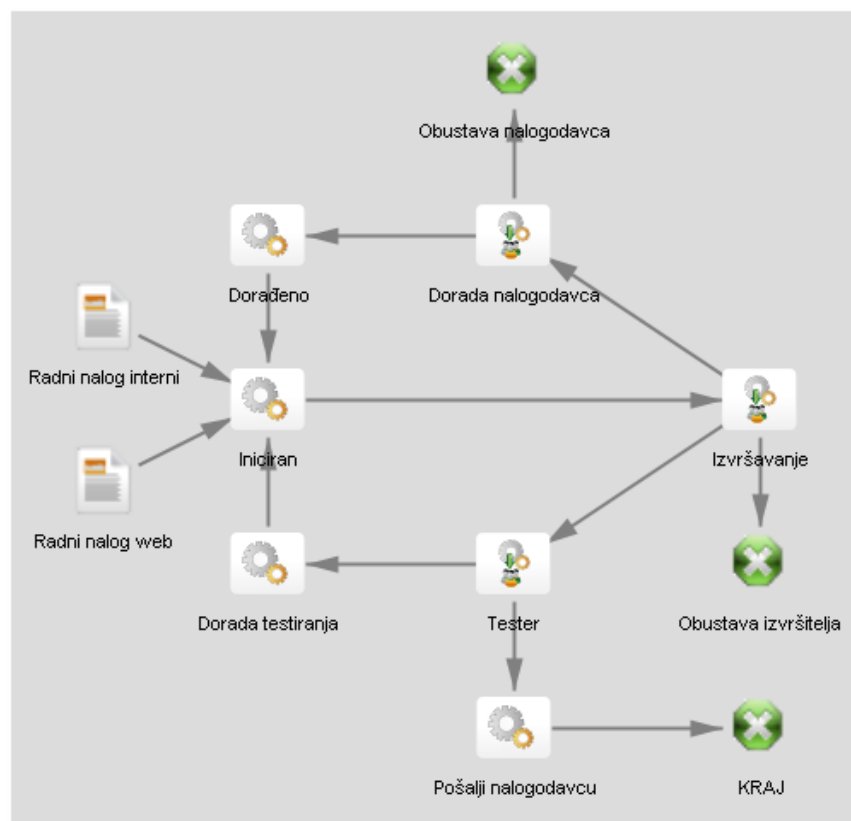 Obustava nalogodavca
Dorađeno
Dorada nalogodavca
Radni nalog interni
Iniciran
Izvršavanje
Radni nalog web
Dorada testiranja
Tester
Obustava izvršitelja
Pošalji nalogodavcu
KRAJ